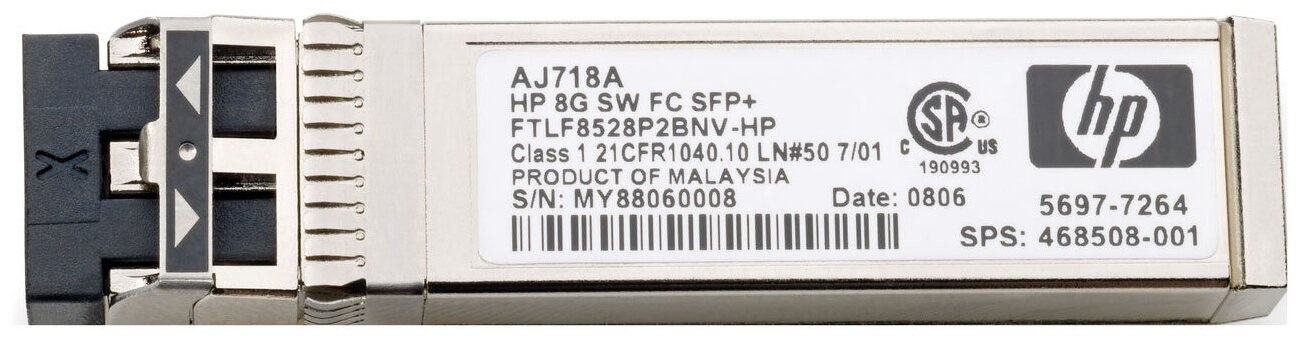 AJ718A
HP 8G SW FC SFP+
FTLF8528P2BNV-HP
Class 1 21CFR1040.10 LN#50 7/01
PRODUCT OF MALAYSIA
S/N: MY88060008 Date: 0806
SA®
C US
190993
hp
5697-7264
SPS: 468508-001
X